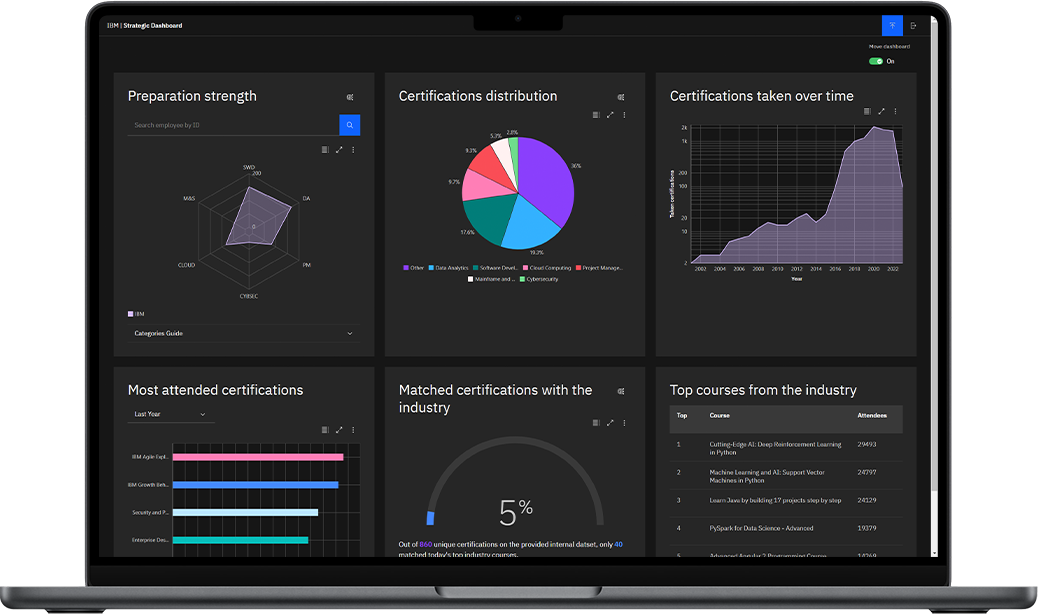 IBM | Strategic Dashboard
Move dashboard
On
Preparation strength
Search employee by ID
SWD
200
M&S
DA
0
CLOUD
PM
CYBSEC
IBM
Categories Guide
Certifications distribution
5.3%
2.8%
9.3%
36%
9.7%
17.6%
19.3%
Other
Data Analytics
Software Devel...
Cloud Computing
Project Manage...
Mainframe and ...
Cybersecurity
Certifications taken over time
Taken certifications
2k
1k
200
100
20
10
2
2002 2004 2006 2008 2010 2012 2014 2016 2018 2020 2022
Year
Most attended certifications
Last Year
IBM Agile Expl...
IBM Growth Beh...
Security and P...
Enterprise Des...
Matched certifications with the
industry
5%
Out of 860 unique certifications on the provided internal datset, only 40
matched today's top industry courses.
Top courses from the industry
Top Course Attendees
1 Cutting-Edge AI: Deep Reinforcement Learning 29493
in Python
2 Machine Learning and AI: Support Vector 24797
Machines in Python
3 Learn Java by building 17 projects step by step 24129
4 PySpark for Data Science - Advanced 19379
5 Advanced Angular 2 Programming Course 14269